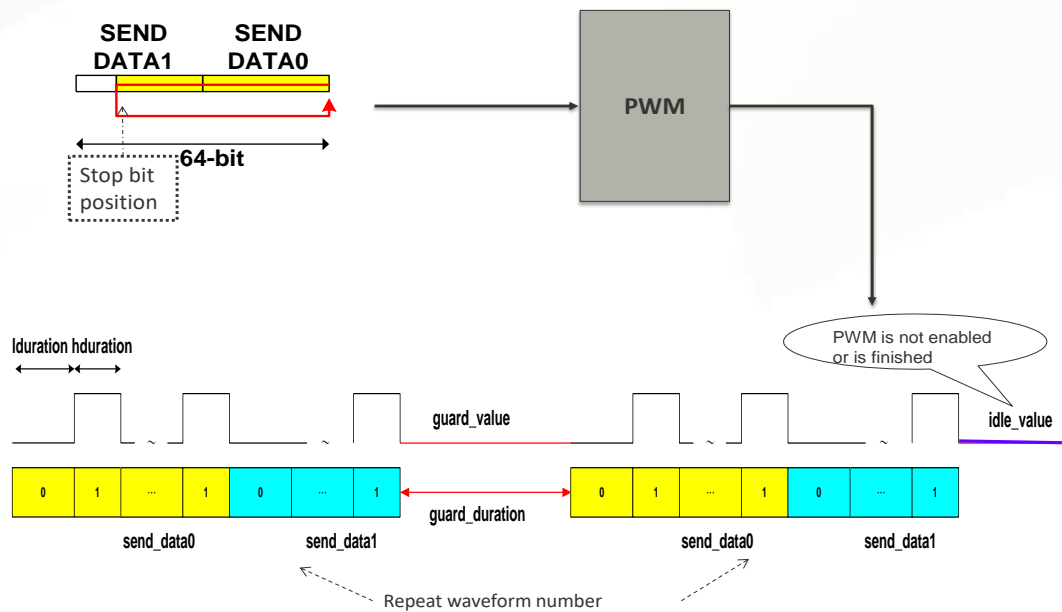 SEND
DATA1
SEND
DATA0
64-bit
Stop bit
position
PWM
PWM is not enabled
or is finished
lduration hduration
guard_value
idle_value
~
~
~
~
0
1
...
1
0
...
1
guard_duration
0
1
...
1
0
...
1
send_data0
send_data1
send_data0
send_data1
Repeat waveform number